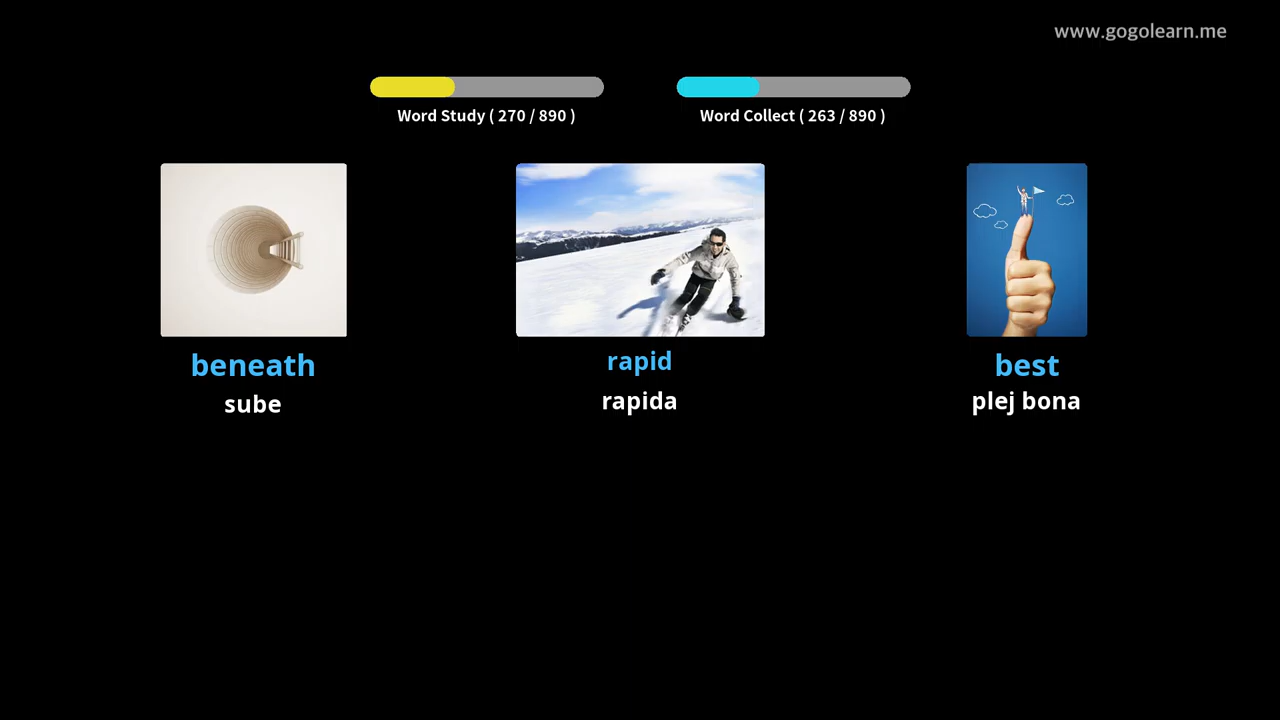 www.gogolearn.me
Word Study ( 270 / 890 )
Word Collect ( 263 / 890 )
beneath
sube
rapid
rapida
best
plej bona